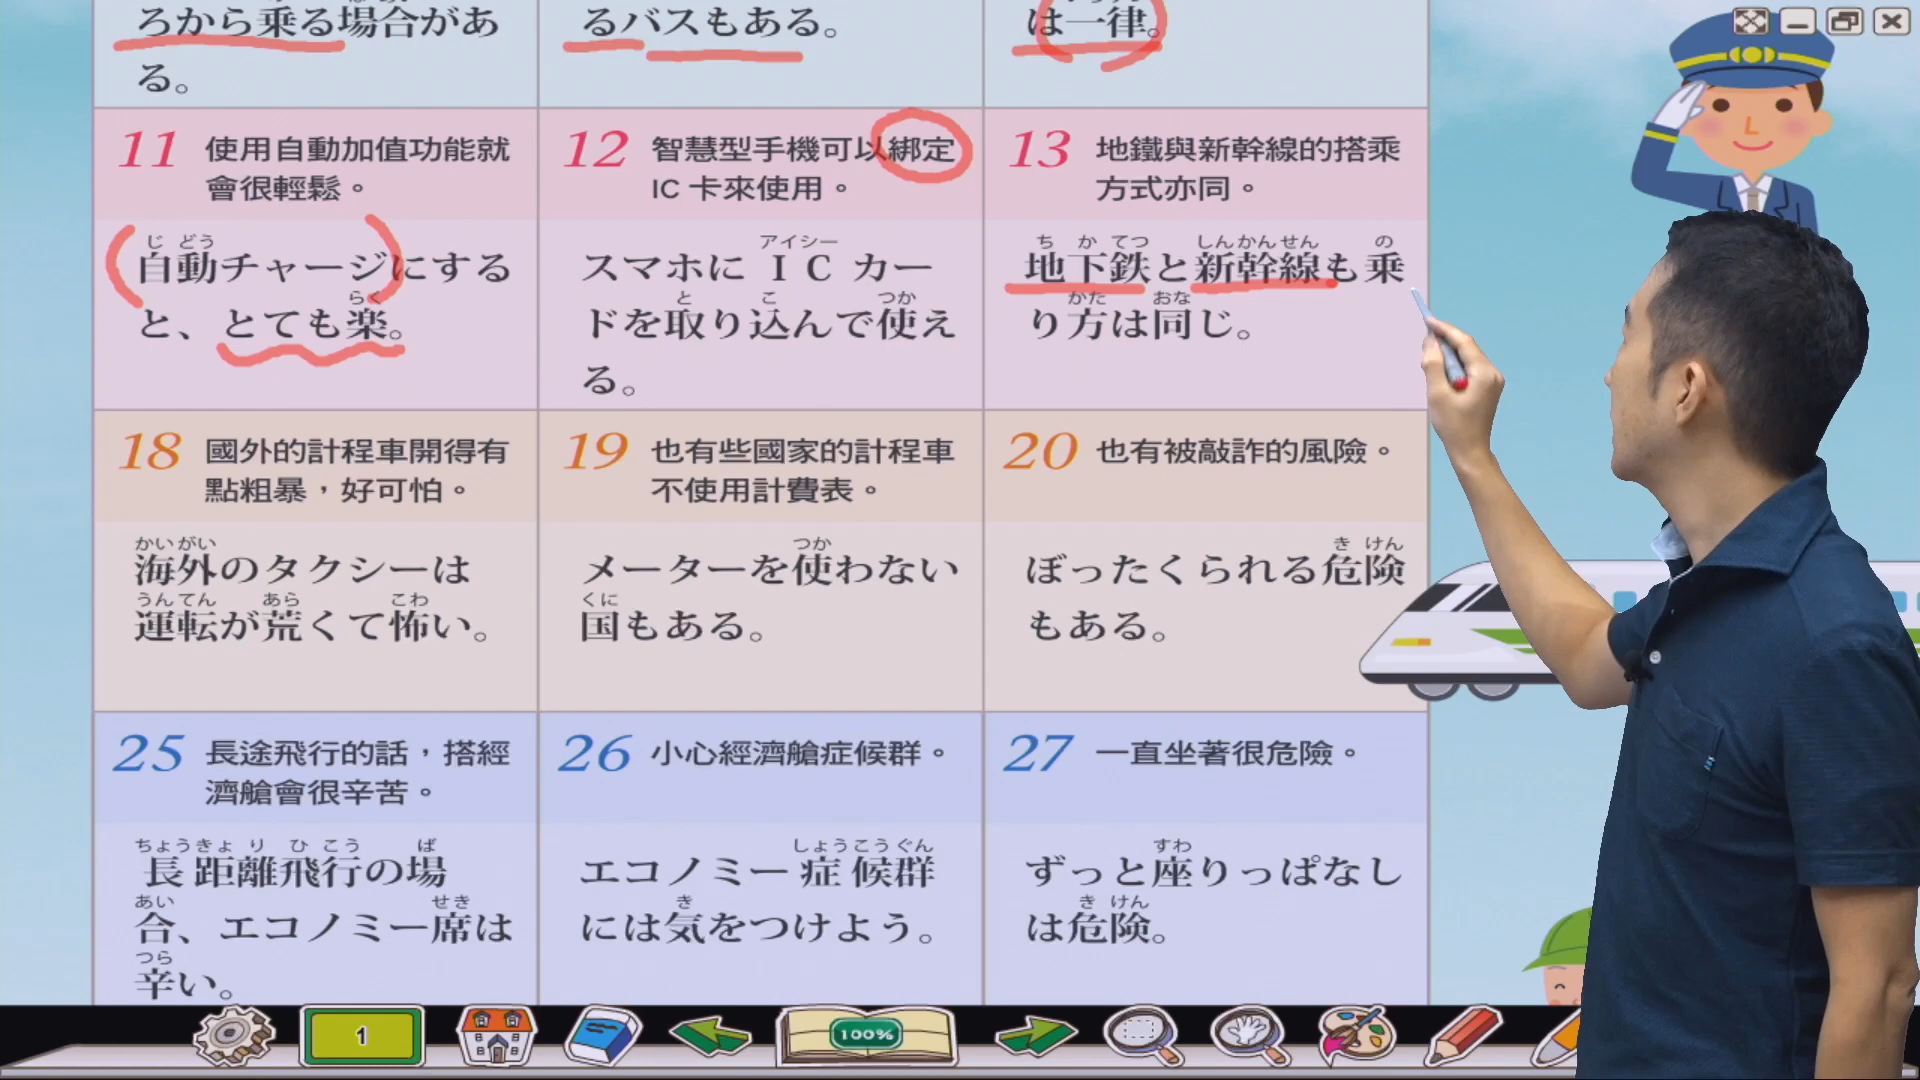 ろから乗る場合があ
る。
るバスもある。
は一律。
11 使用自動加值功能就
會很輕鬆。
じ どう
自動チャージにする
らく
と、とても楽。
12 智慧型手機可以綁定
IC 卡來使用。
アイシー
スマホに IC カー
と こ つか
ドを取り込んで使え
る。
13 地鐵與新幹線的搭乘
方式亦同。
ち か てつ しんかんせん の
地下鉄と新幹線も乗
かた おな
り方は同じ。
18 國外的計程車開得有
點粗暴，好可怕。
かいがい
海外のタクシーは
うんてん あら こわ
運転が荒くて怖い。
19 也有些國家的計程車
不使用計費表。
つか
メーターを使わない
くに
国もある。
20 也有被敲詐的風險。
き けん
ぼったくられる危険
もある。
25 長途飛行的話，搭經
濟艙會很辛苦。
ちょうきょ り ひ こう ば
長距離飛行の場
あい せき
合、エコノミー席は
つら
辛い。
26 小心經濟艙症候群。
しょうこうぐん
エコノミー症候群
き
には気をつけよう。
27 一直坐著很危險。
すわ
ずっと座りっぱなし
き けん
は危険。
1
100%